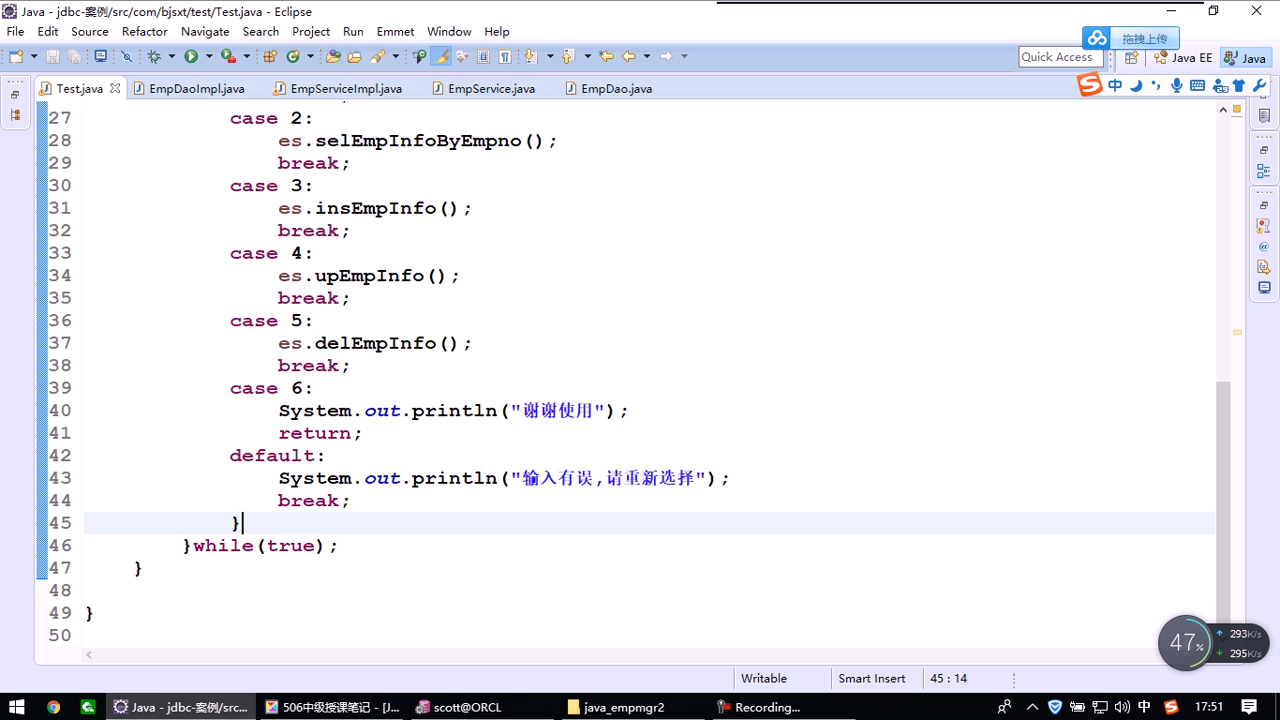 Java - jdbc-案例/src/com/bjsxt/test/Test.java - Eclipse
File Edit Source Refactor Navigate Search Project Run Emmet Window Help
拖拽上传
Quick Access
Java EE
Java
Test.java
EmpDaoImpl.java
EmpServiceImpl.java
EmpService.java
EmpDao.java
中
27 case 2:
28 es.selEmpInfoByEmpno();
29 break;
30 case 3:
31 es.insEmpInfo();
32 break;
33 case 4:
34 es.upEmpInfo();
35 break;
36 case 5:
37 es.delEmpInfo();
38 break;
39 case 6:
40 System.out.println("谢谢使用");
41 return;
42 default:
43 System.out.println("输入有误,请重新选择");
44 break;
45 }
46 }while(true);
47 }
48
49 }
50
47%
293K/s
295K/s
Writable
Smart Insert
45 : 14
Java - jdbc-案例/src...
506中级授课笔记 - [J...
scott@ORCL
java_empmgr2
Recording...
中
17:51